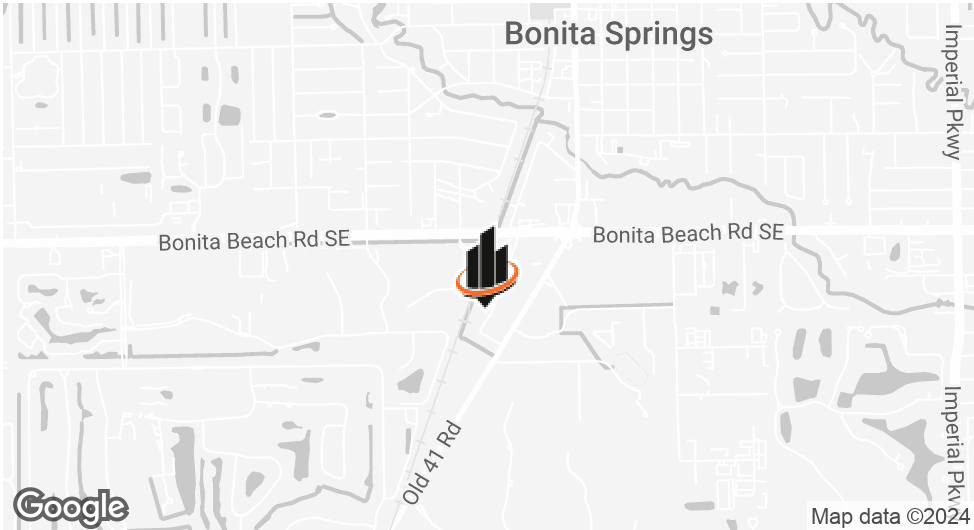 Bonita Springs
Imperial Pkwy
Bonita Beach Rd SE
Bonita Beach Rd SE
Old 41 Rd
Imperial Pkw
Google
Map data ©2024